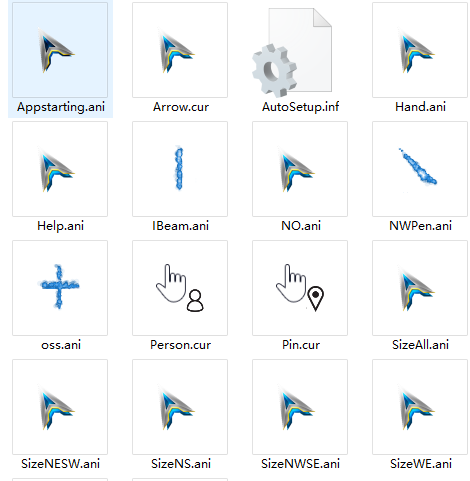 Appstarting.ani
Arrow.cur
AutoSetup.inf
Hand.ani
Help.ani
IBeam.ani
NO.ani
NWPen.ani
oss.ani
Person.cur
Pin.cur
SizeAll.ani
SizeNESW.ani
SizeNS.ani
SizeNWSE.ani
SizeWE.ani